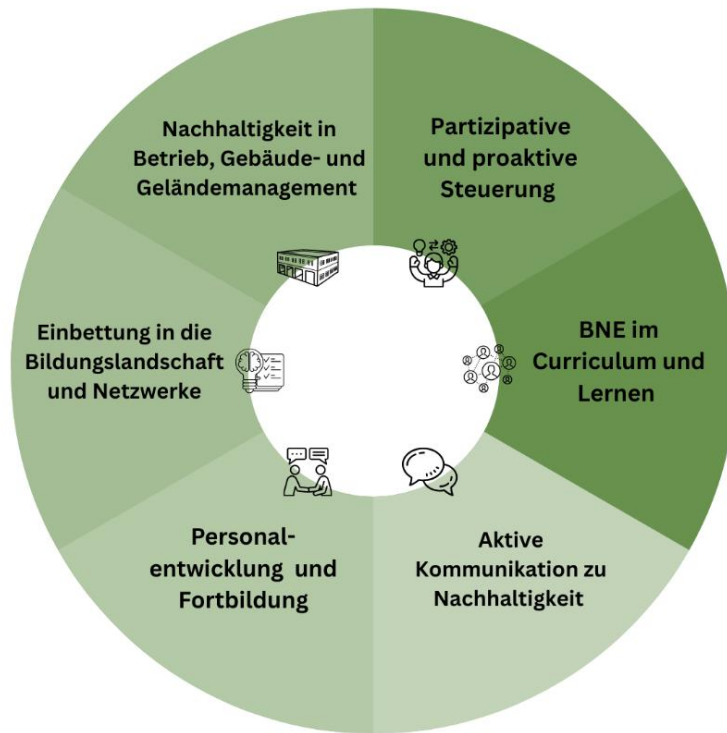 Nachhaltigkeit in
Betrieb, Gebäude- und
Geländemanagement
Partizipative
und proaktive
Steuerung
Einbettung in die
Bildungslandschaft
und Netzwerke
BNE im
Curriculum und
Lernen
Personal-
entwicklung und
Fortbildung
Aktive
Kommunikation zu
Nachhaltigkeit